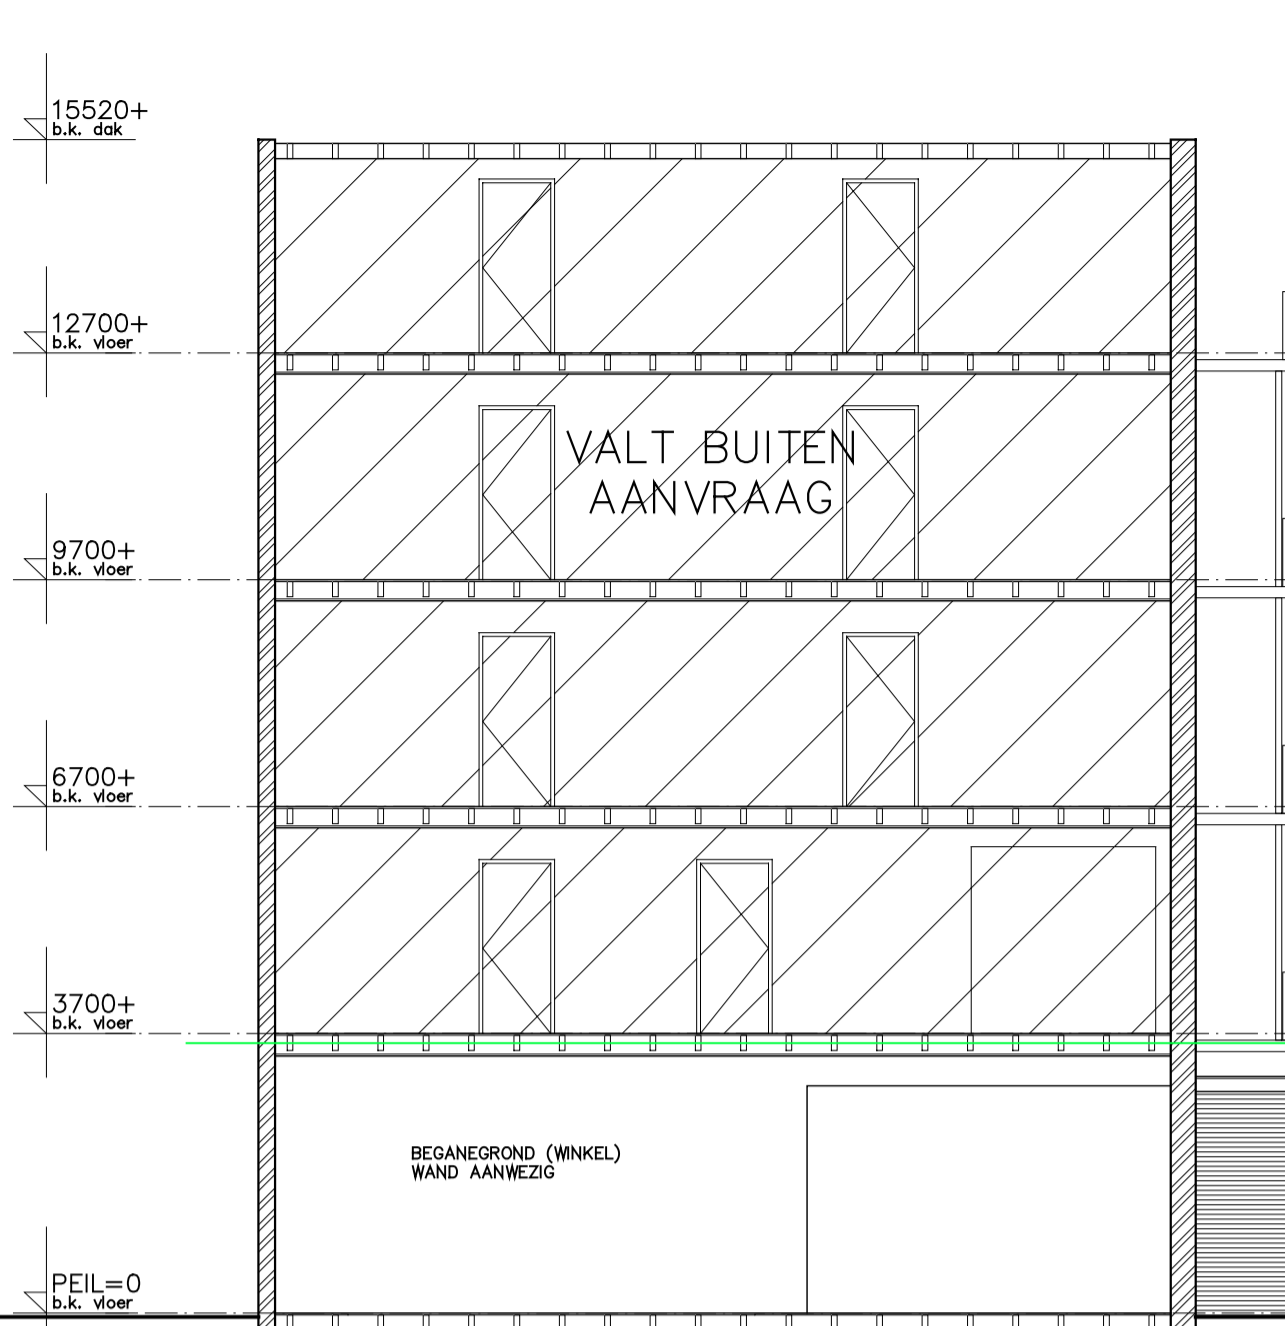 15520+
b.k. dak
12700+
b.k. vloer
VALT BUITEN
AANVRAAG
9700+
b.k. vloer
6700+
b.k. vloer
3700+
b.k. vloer
BEGANEGROND (WINKEL)
WAND AANWEZIG
PEIL=0
b.k. vloer